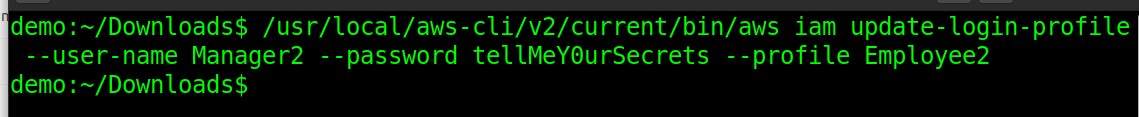 demo:~/Downloads$ /usr/local/aws-cli/v2/current/bin/aws iam update-login-profile
--user-name Manager2 --password tellMeY0urSecrets --profile Employee2
demo:~/Downloads$